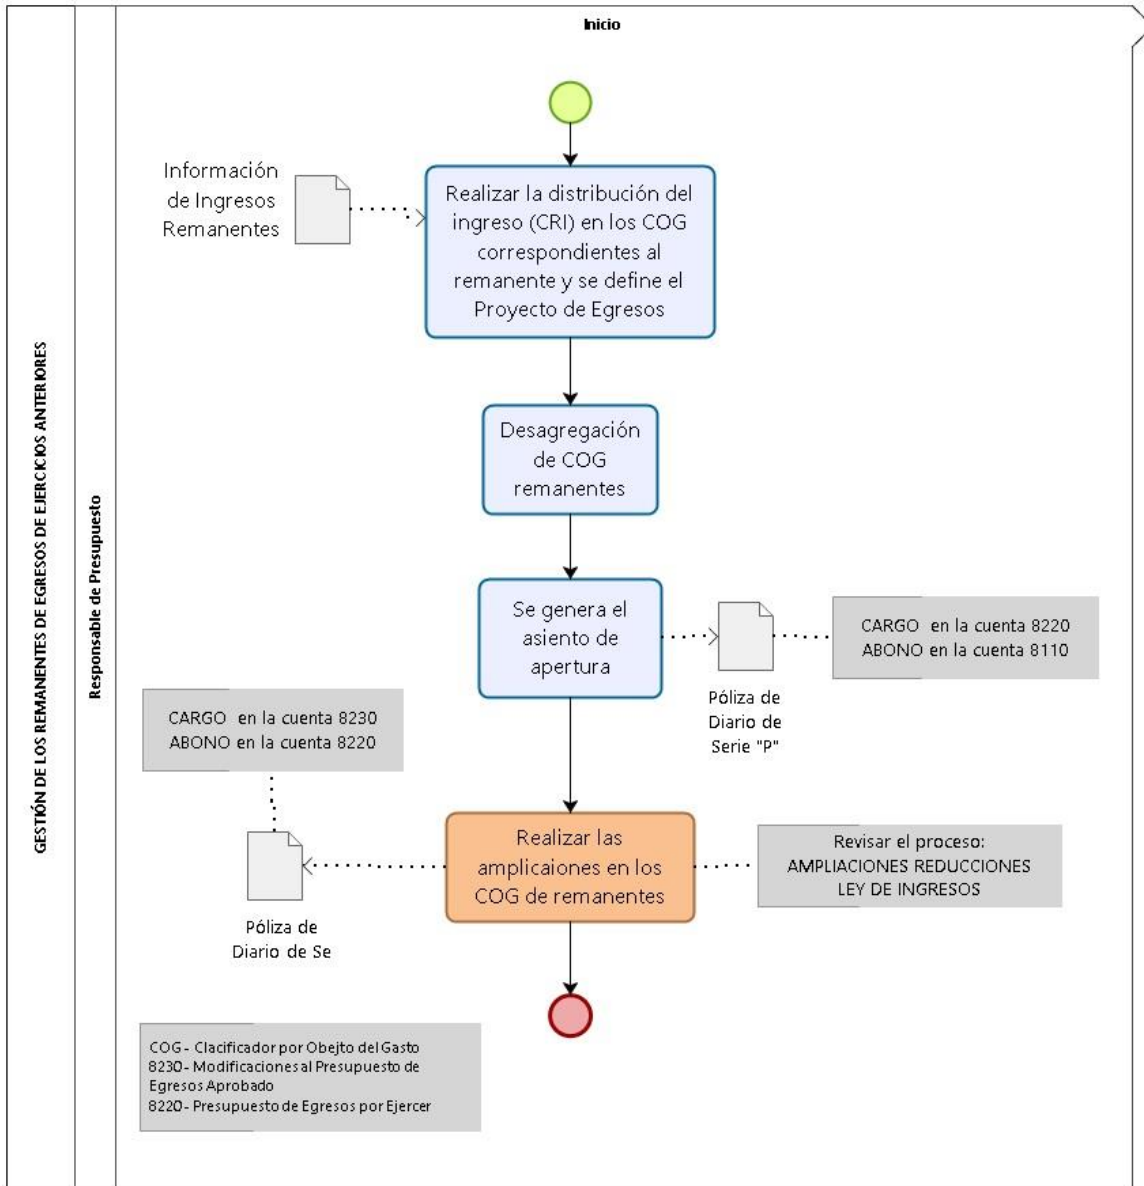 GESTIÓN DE LOS REMANENTES DE EGRESOS DE EJERCICIOS ANTERIORES
Responsable de Presupuesto
Inicio
Información
de Ingresos
Remanentes
Realizar la distribución del
ingreso (CRI) en los COG
correspondientes al
remanente y se define el
Proyecto de Egresos
Desagregación
de COG
remanentes
Se genera el
asiento de
apertura
Póliza de
Diario de
Serie "P"
CARGO en la cuenta 8220
ABONO en la cuenta 8110
CARGO en la cuenta 8230
ABONO en la cuenta 8220
Realizar las
amplicaiones en los
COG de remanentes
Revisar el proceso:
AMPLIACIONES REDUCCIONES
LEY DE INGRESOS
Póliza de
Diario de Se
COG - Clacificador por Obejto del Gasto
8230 - Modificaciones al Presupuesto de
Egresos Aprobado
8220 - Presupuesto de Egresos por Ejercer